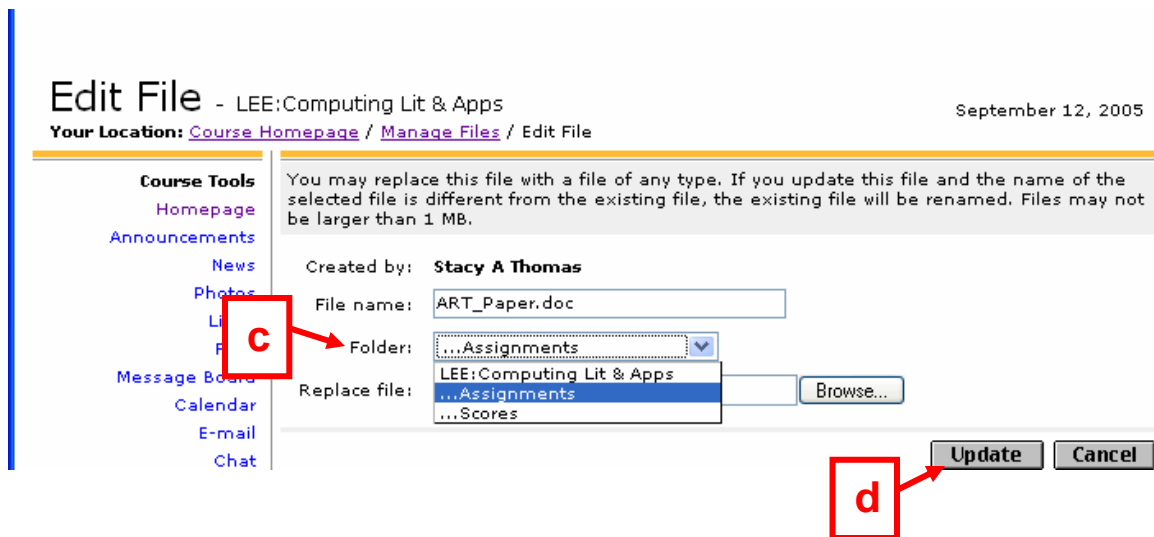 Edit File - LEE:Computing Lit & Apps
September 12, 2005
Your Location: Course Homepage / Manage Files / Edit File
Course Tools
Homepage
Announcements
News
Photos
Message Board
Calendar
E-mail
Chat
You may replace this file with a file of any type. If you update this file and the name of the
selected file is different from the existing file, the existing file will be renamed. Files may not
be larger than 1 MB.
Created by: Stacy A Thomas
File name: ART_Paper.doc
c
Folder: ...Assignments
LEE:Computing Lit & Apps
...Assignments
...Scores
Replace file: Browse...
Update Cancel
d